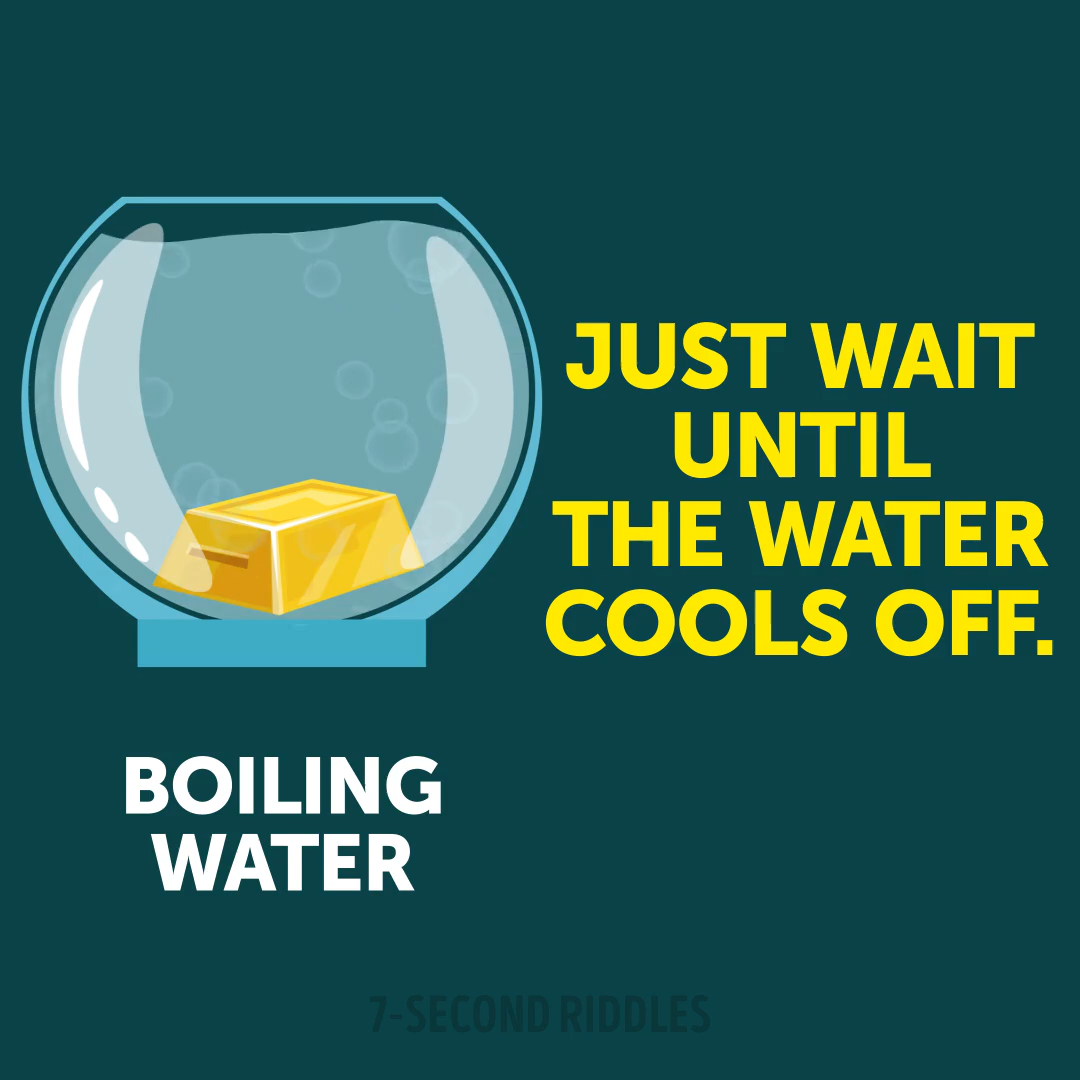 JUST WAIT
UNTIL
THE WATER
COOLS OFF.
BOILING
WATER
7-SECOND RIDDLES